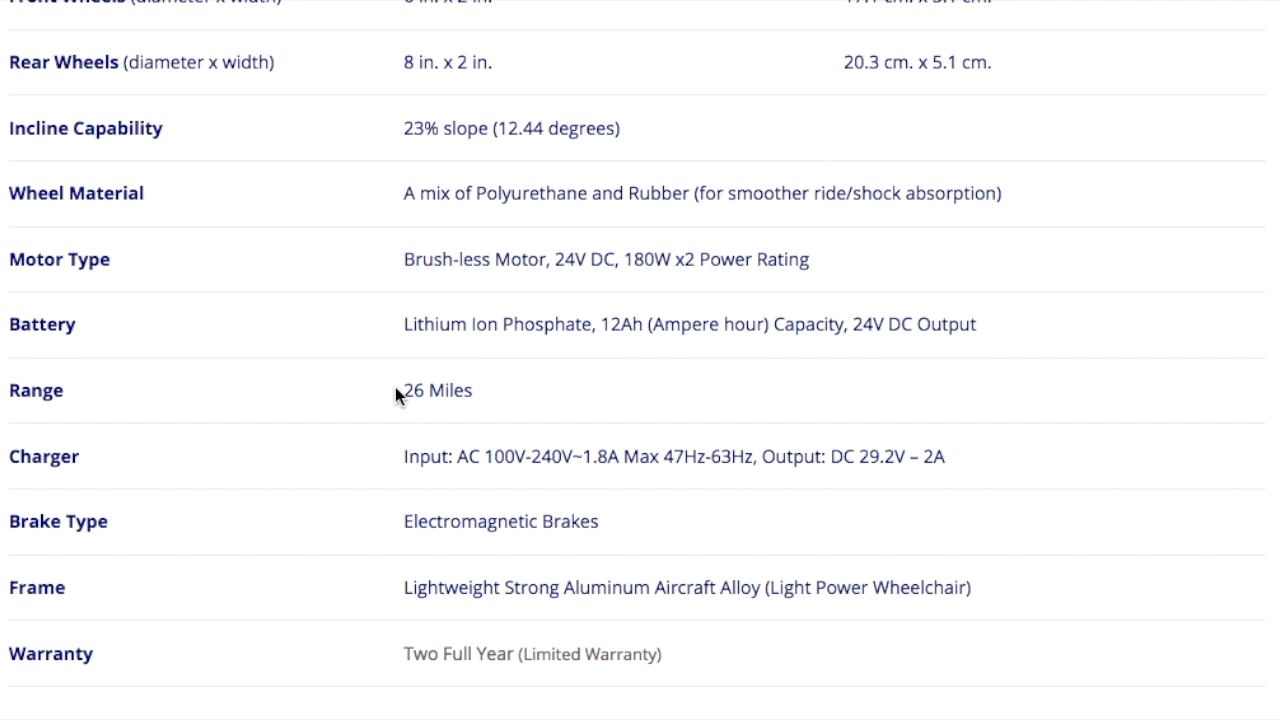 Front Wheels (diameter x width)
Rear Wheels (diameter x width) 8 in. x 2 in. 20.3 cm. x 5.1 cm.
Incline Capability 23% slope (12.44 degrees)
Wheel Material A mix of Polyurethane and Rubber (for smoother ride/shock absorption)
Motor Type Brush-less Motor, 24V DC, 180W x2 Power Rating
Battery Lithium Ion Phosphate, 12Ah (Ampere hour) Capacity, 24V DC Output
Range 26 Miles
Charger Input: AC 100V-240V~1.8A Max 47Hz-63Hz, Output: DC 29.2V – 2A
Brake Type Electromagnetic Brakes
Frame Lightweight Strong Aluminum Aircraft Alloy (Light Power Wheelchair)
Warranty Two Full Year (Limited Warranty)